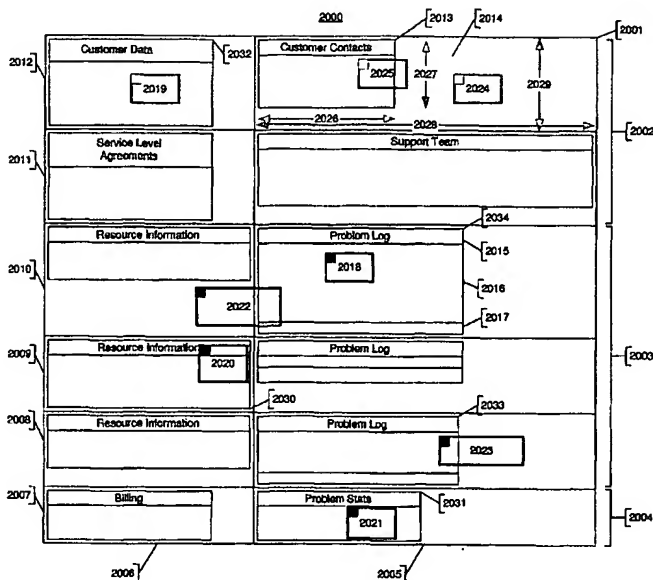 2000
2013
2014
2001
2012
Customer Data
2032
Customer Contacts
2019
2025
2027
2024
2029
2026
2028
2002
2011
Service Level
Agreements
Support Team
2034
Resource Information
Problem Log
2015
2010
2018
2016
2022
2017
2009
Resource Information
2020
Problem Log
2003
2030
2033
2008
Resource Information
Problem Log
2023
2007
Billing
Problem Stats
2031
2021
2004
2006
2005